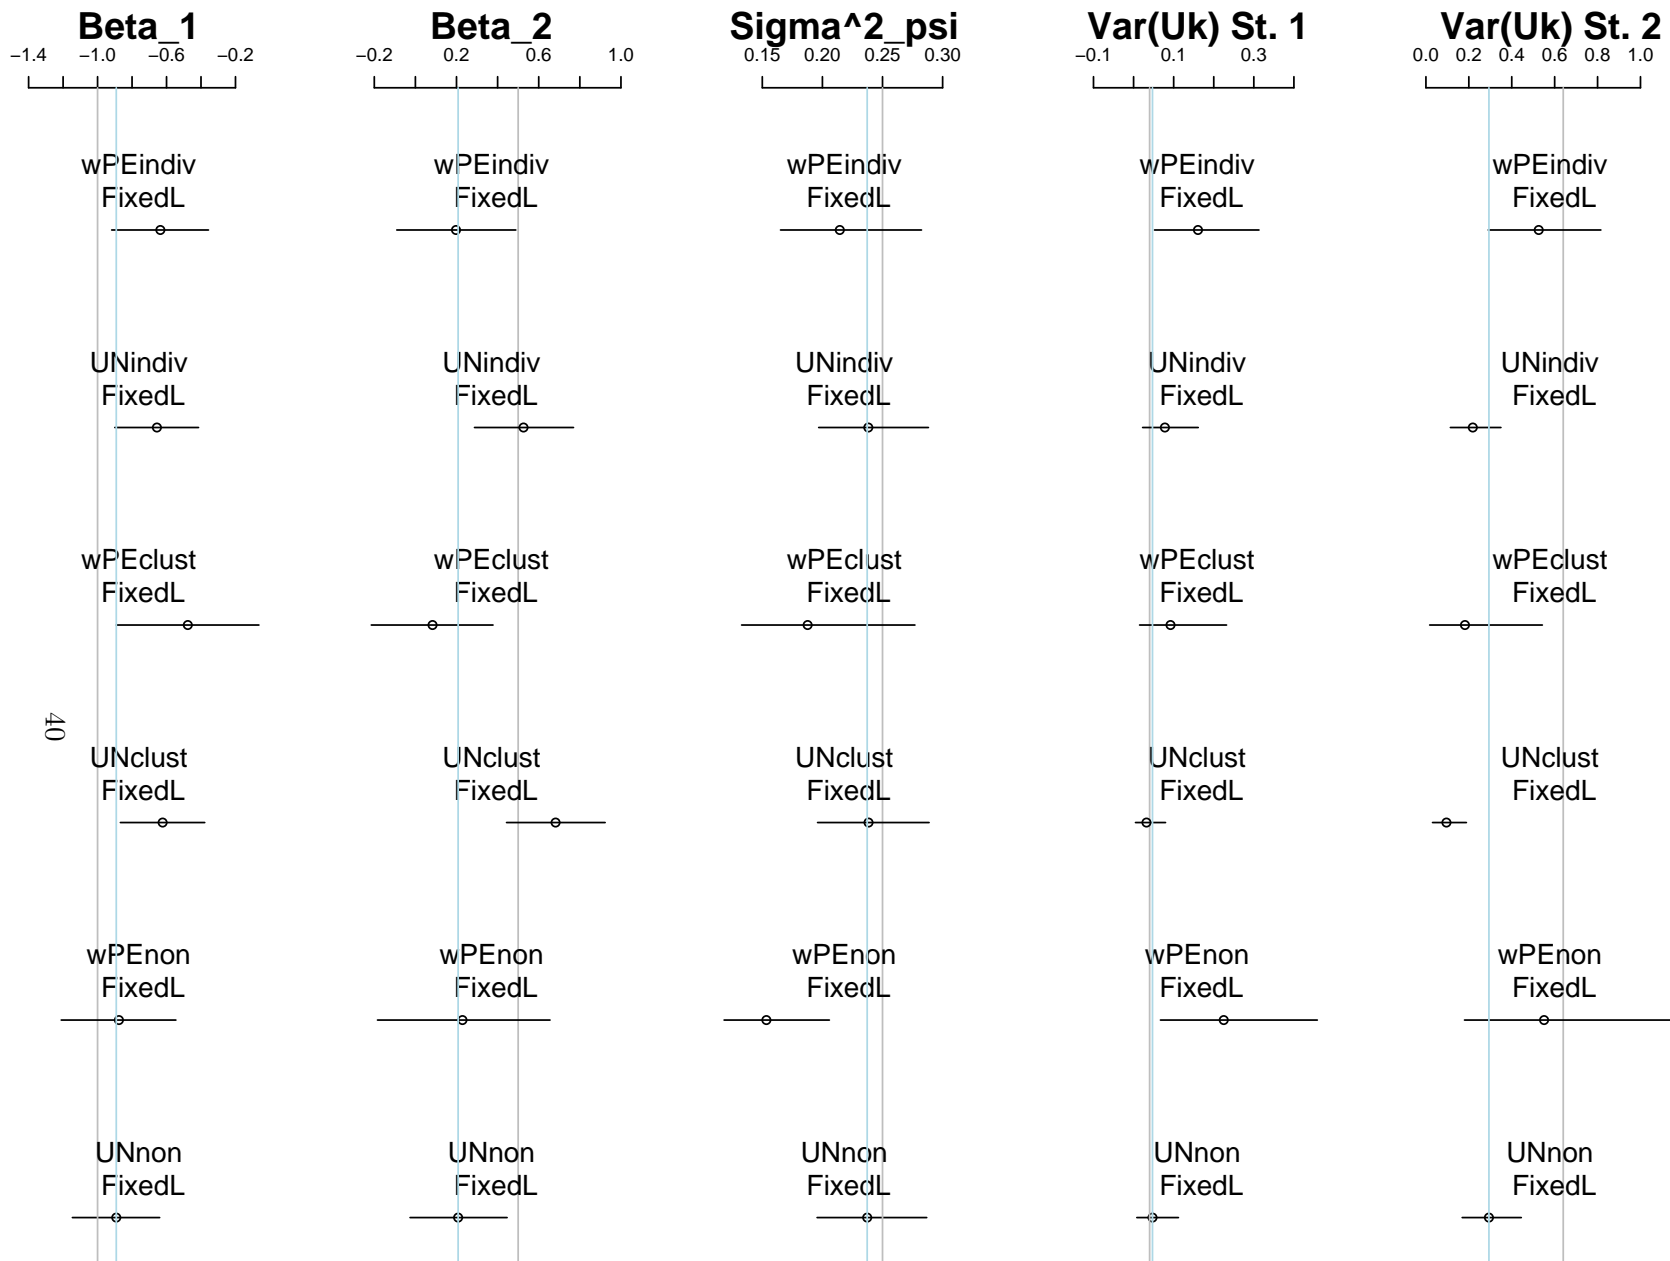 Beta_1 Beta_2 Sigma^2_psi Var(Uk) St. 1 Var(Uk) St. 2
−1.4 −1.0 −0.6 −0.2 −0.2 0.2 0.6 1.0 0.15 0.20 0.25 0.30 −0.1 0.1 0.3 0.0 0.2 0.4 0.6 0.8 1.0
wPEindiv wPEindiv wPEindiv wPEindiv wPEindiv
FixedL FixedL FixedL FixedL FixedL
UNindiv UNindiv UNindiv UNindiv UNindiv
FixedL FixedL FixedL FixedL FixedL
wPEclust wPEclust wPEclust wPEclust wPEclust
FixedL FixedL FixedL FixedL FixedL
40
UNclust UNclust UNclust UNclust UNclust
FixedL FixedL FixedL FixedL FixedL
wPEnon wPEnon wPEnon wPEnon wPEnon
FixedL FixedL FixedL FixedL FixedL
UNnon UNnon UNnon UNnon UNnon
FixedL FixedL FixedL FixedL FixedL